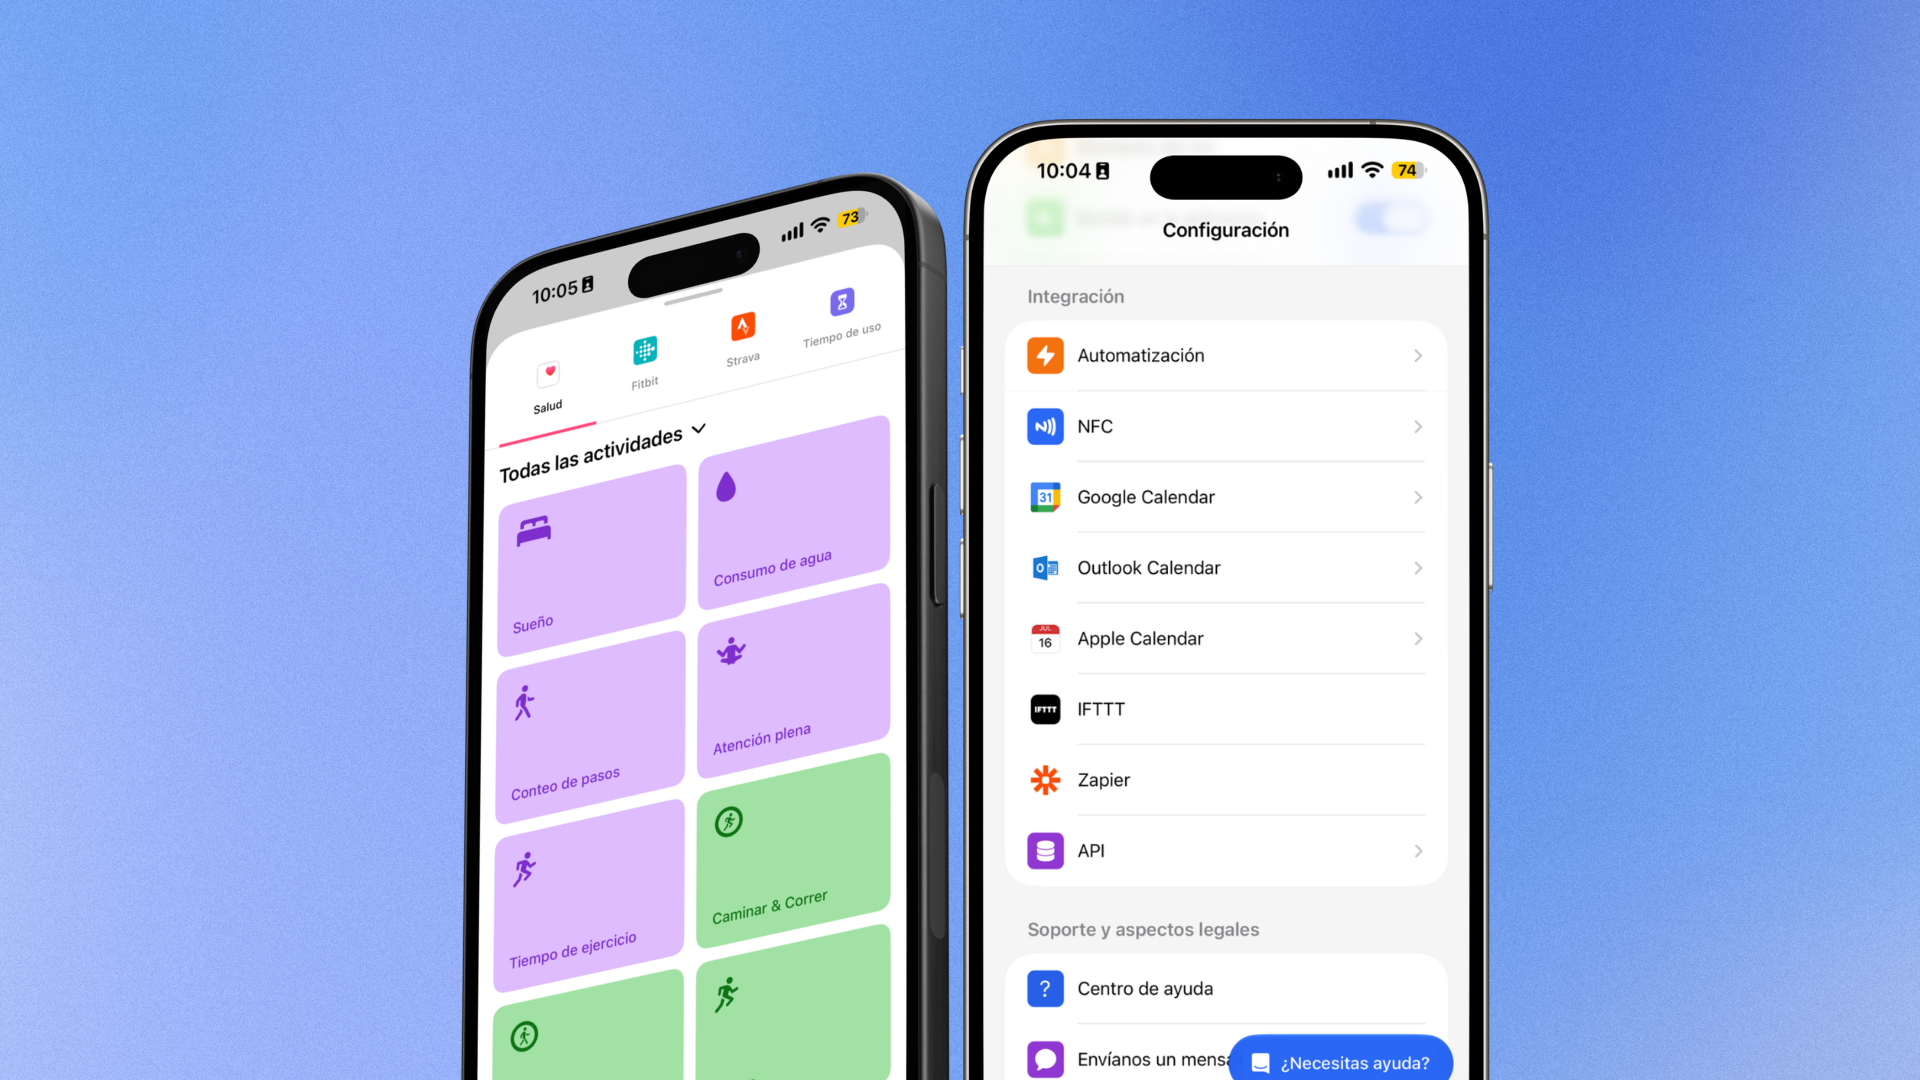 10:05
73
Salud
Fitbit
Strava
Tiempo de uso
Todas las actividades
Sueño
Consumo de agua
Conteo de pasos
Atención plena
Tiempo de ejercicio
Caminar & Correr
10:04
74
Configuración
Integración
Automatización
NFC
31
Google Calendar
Outlook Calendar
JUL
16
Apple Calendar
IFTTT
IFTTT
Zapier
API
Soporte y aspectos legales
?
Centro de ayuda
Envíanos un
¿Necesitas ayuda?